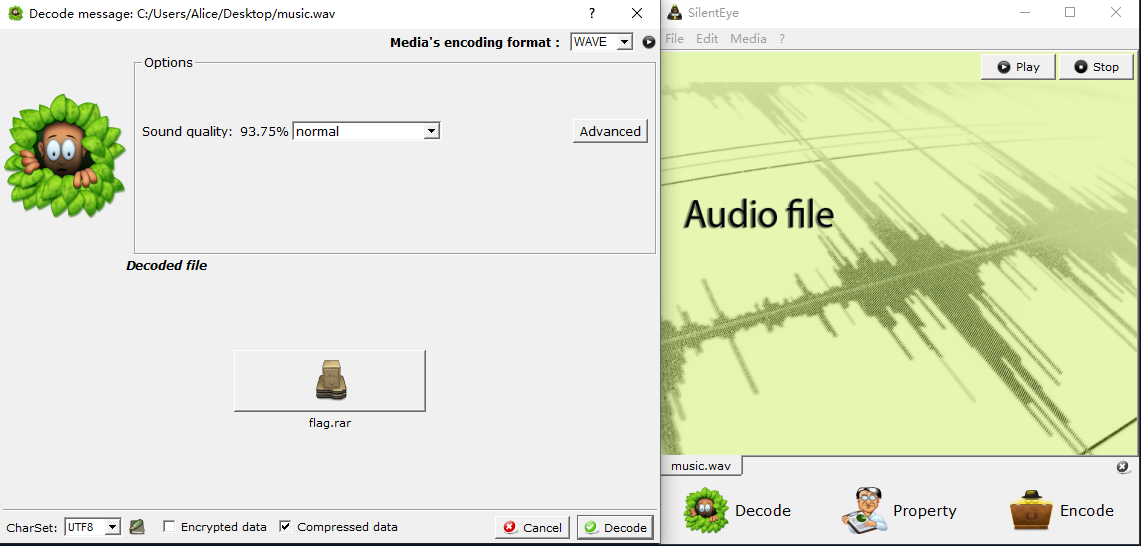 Decode message: C:/Users/Alice/Desktop/music.wav
?
Media's encoding format :
WAVE
Options
Sound quality: 93.75%
normal
Advanced
Decoded file
flag.rar
CharSet:
UTF8
Encrypted data
Compressed data
Cancel
Decode
SilentEye
File Edit Media ?
Play
Stop
Audio file
music.wav
Decode
Property
Encode